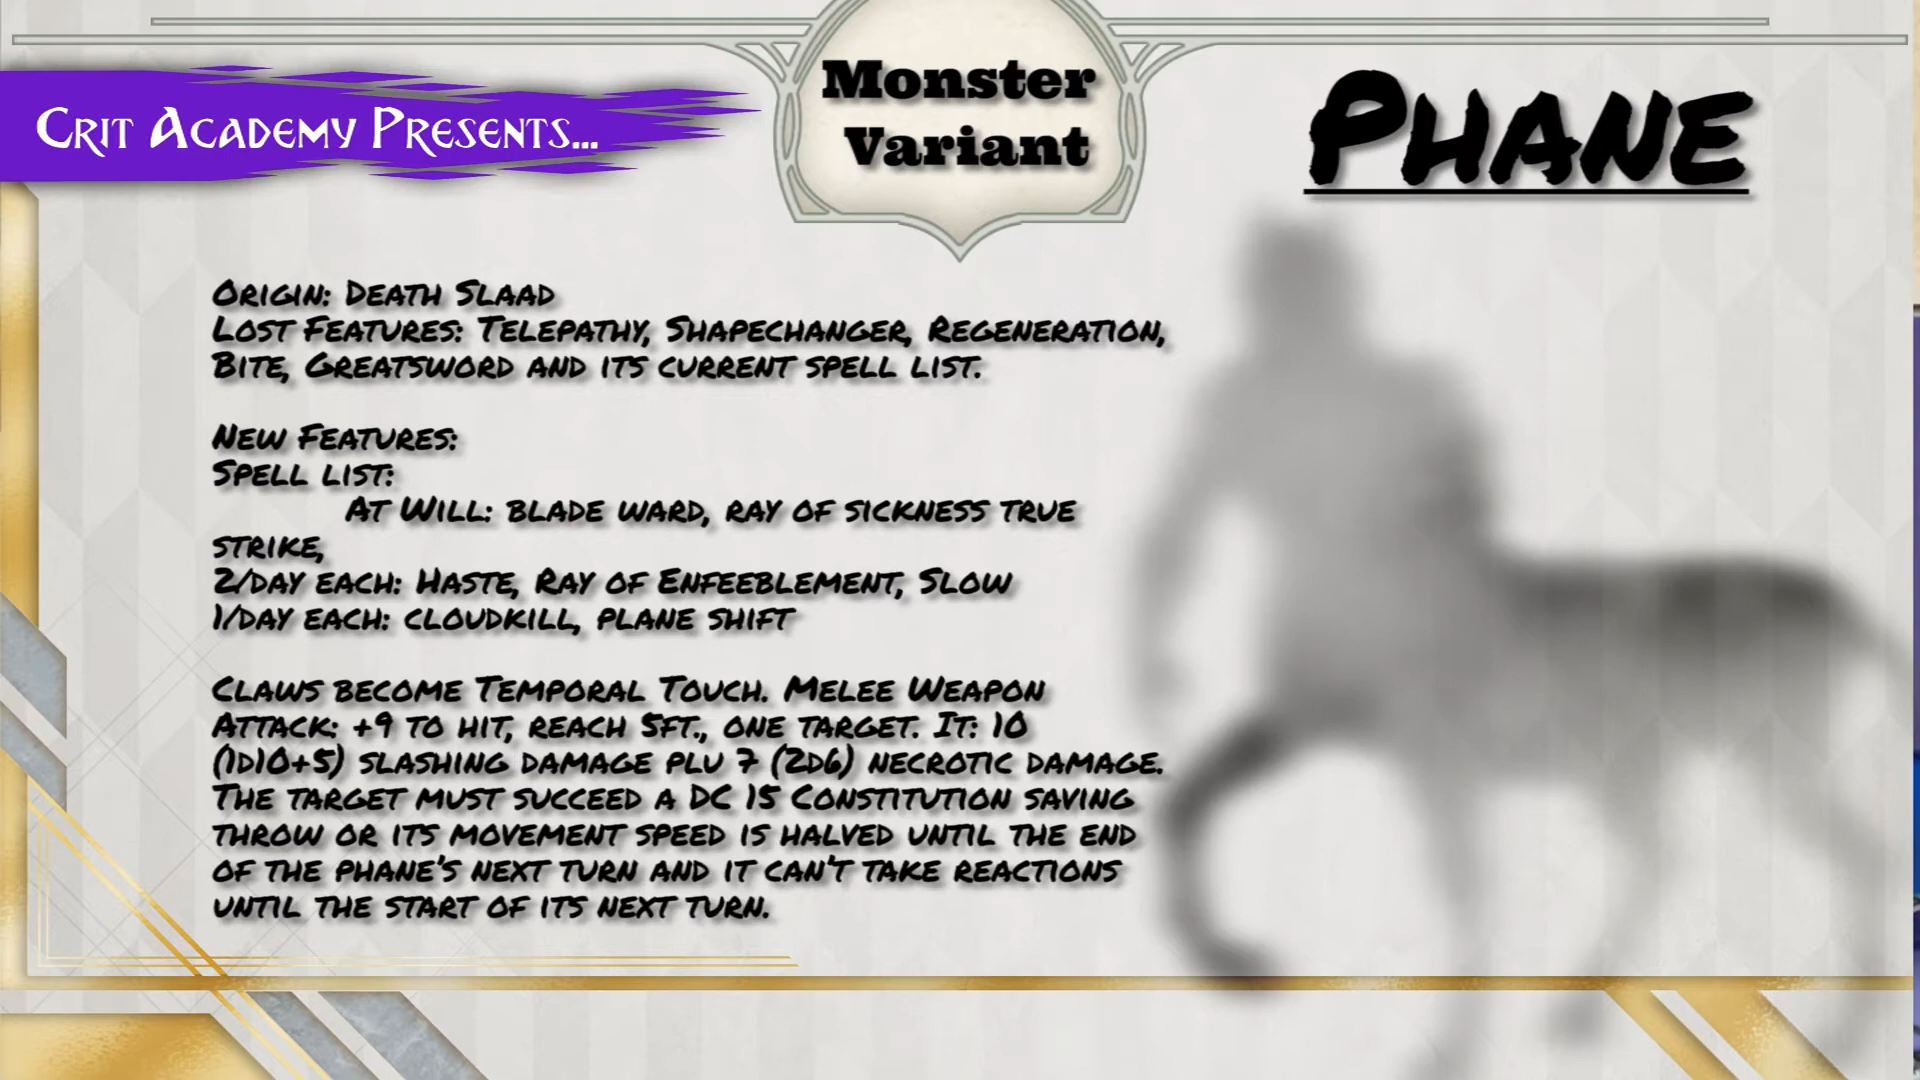 Crit Academy Presents...
Monster
Variant
Phane
Origin: Death Slaad
Lost Features: Telepathy, Shapechanger, Regeneration,
Bite, Greatsword and its current spell list.
New Features:
Spell list:
At Will: blade ward, ray of sickness true
strike,
2/day each: Haste, Ray of Enfeeblement, Slow
1/day each: cloudkill, plane shift
Claws become Temporal Touch. Melee Weapon
Attack: +9 to hit, reach 5ft., one target. It: 10
(1d10+5) slashing damage plu 7 (2d6) necrotic damage.
The target must succeed a DC 15 Constitution saving
throw or its movement speed is halved until the end
of the phane's next turn and it can't take reactions
until the start of its next turn.